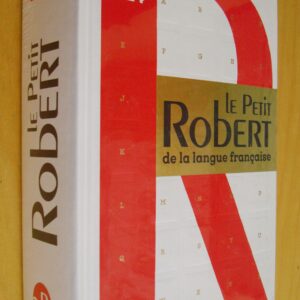 Le Petit
Robert
Le Petit
Robert
de la langue française